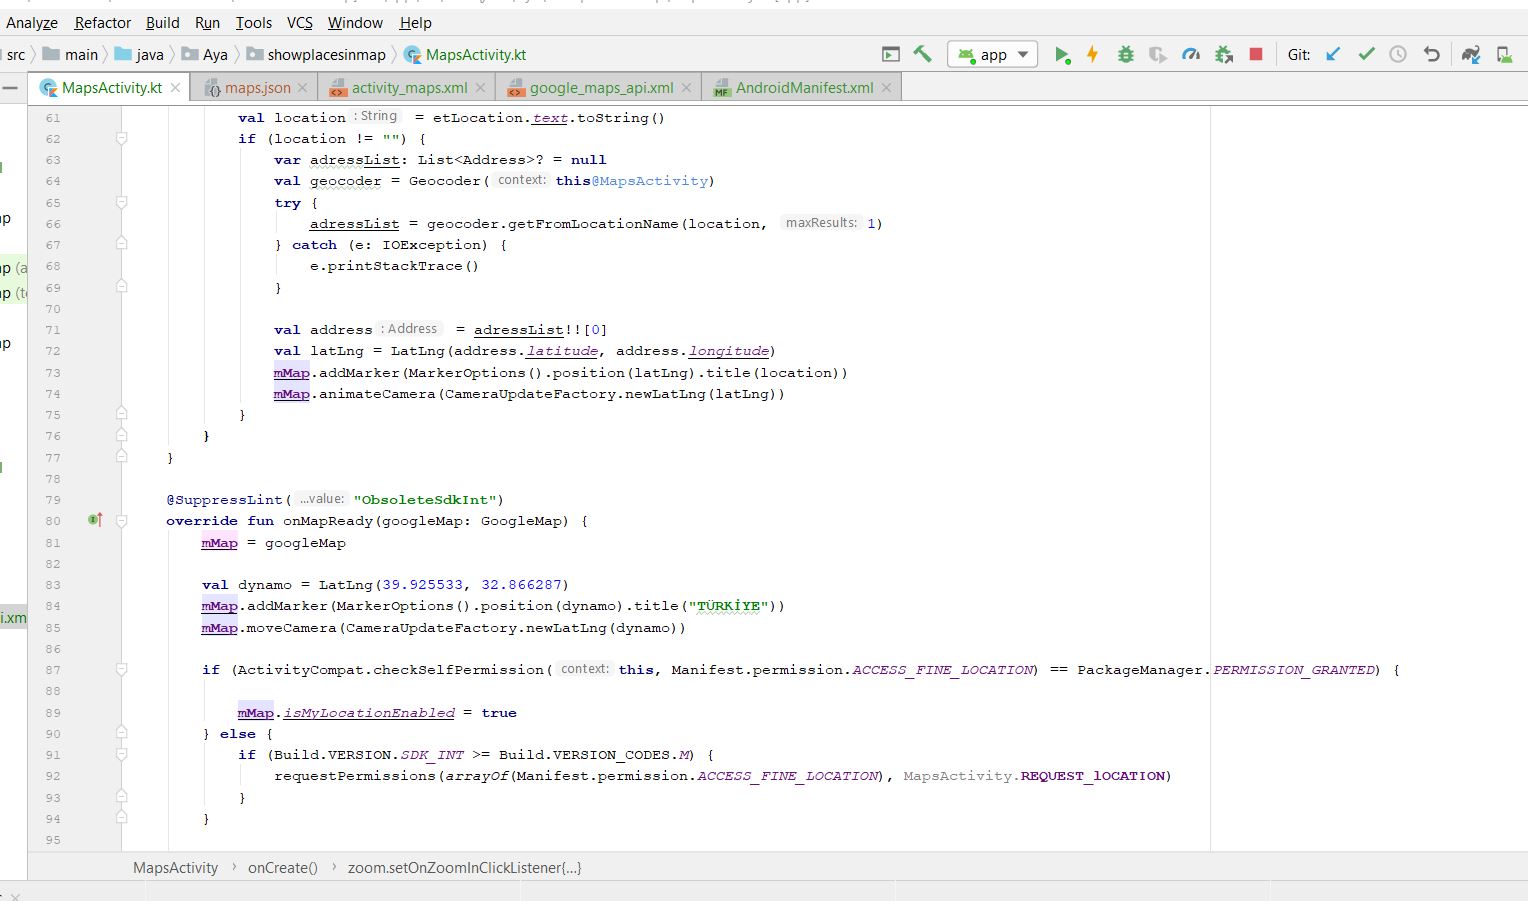 Analyze Refactor Build Run Tools VCS Window Help
src main java Aya showplacesinmap MapsActivity.kt app Git:
MapsActivity.kt maps.json activity_maps.xml google_maps_api.xml AndroidManifest.xml
61 val location : String = etLocation.text.toString()
62 if (location != "") {
63 var adressList: List<Address>? = null
64 val geocoder = Geocoder( context: this@MapsActivity)
65 try {
66 adressList = geocoder.getFromLocationName(location, maxResults: 1)
67 } catch (e: IOException) {
68 e.printStackTrace()
69 }
70
71 val address : Address = adressList!![0]
72 val latLng = LatLng(address.latitude, address.longitude)
73 mMap.addMarker(MarkerOptions().position(latLng).title(location))
74 mMap.animateCamera(CameraUpdateFactory.newLatLng(latLng))
75 }
76 }
77 }
78
79 @SuppressLint( ...value: "ObsoleteSdkInt")
80 override fun onMapReady(googleMap: GoogleMap) {
81 mMap = googleMap
82
83 val dynamo = LatLng(39.925533, 32.866287)
84 mMap.addMarker(MarkerOptions().position(dynamo).title("TÜRKİYE"))
85 mMap.moveCamera(CameraUpdateFactory.newLatLng(dynamo))
86
87 if (ActivityCompat.checkSelfPermission( context: this, Manifest.permission.ACCESS_FINE_LOCATION) == PackageManager.PERMISSION_GRANTED) {
88
89 mMap.isMyLocationEnabled = true
90 } else {
91 if (Build.VERSION.SDK_INT >= Build.VERSION_CODES.M) {
92 requestPermissions(arrayOf(Manifest.permission.ACCESS_FINE_LOCATION), MapsActivity.REQUEST_lOCATION)
93 }
94 }
95
MapsActivity › onCreate() › zoom.setOnZoomInClickListener{...}